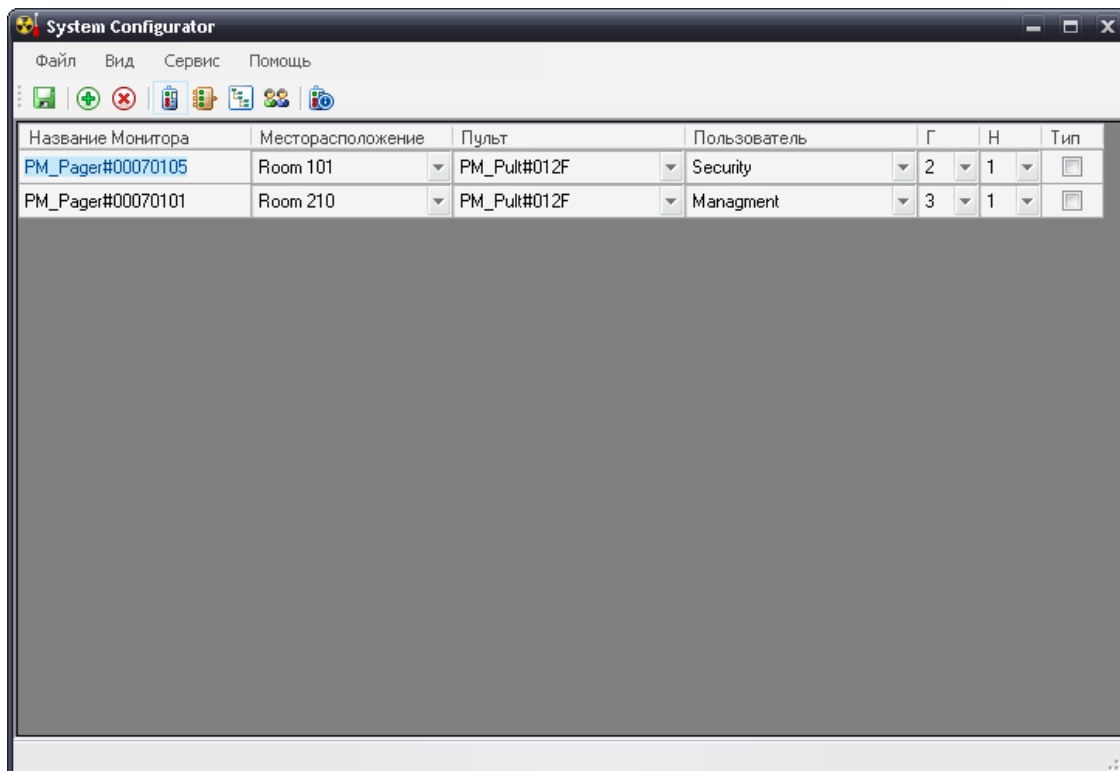 System Configurator
Файл Вид Сервис Помощь
Название Монитора Месторасположение Пульт Пользователь Г Н Тип
PM_Pager#00070105 Room 101 PM_Pult#012F Security 2 1
PM_Pager#00070101 Room 210 PM_Pult#012F Managment 3 1